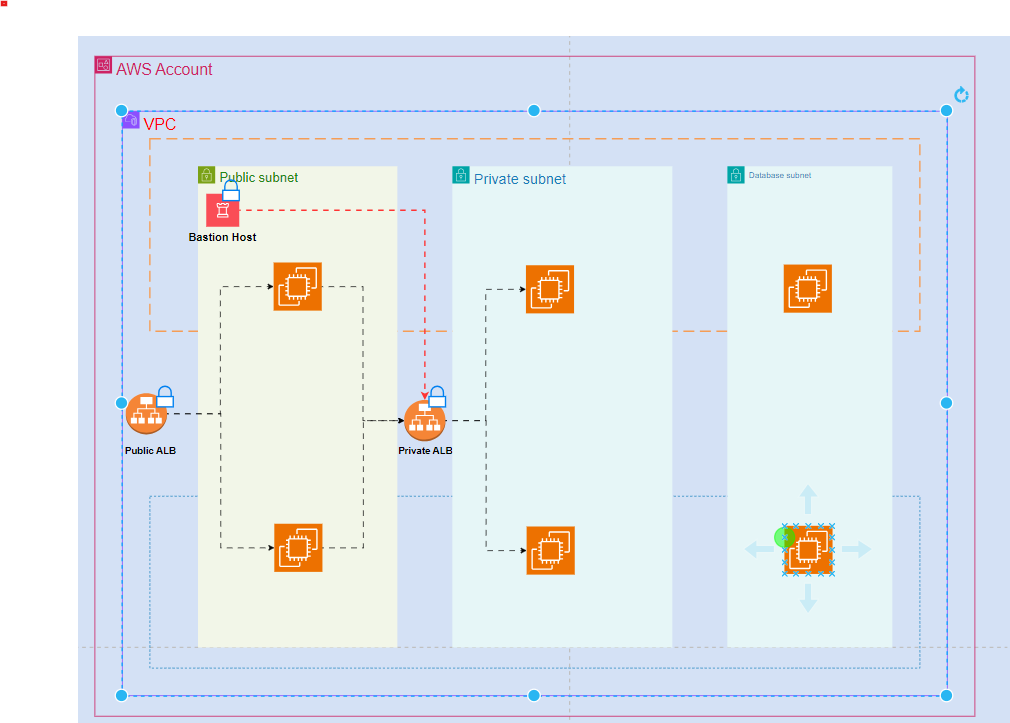 AWS Account
VPC
Public subnet
Private subnet
Database subnet
Bastion Host
Public ALB
Private ALB